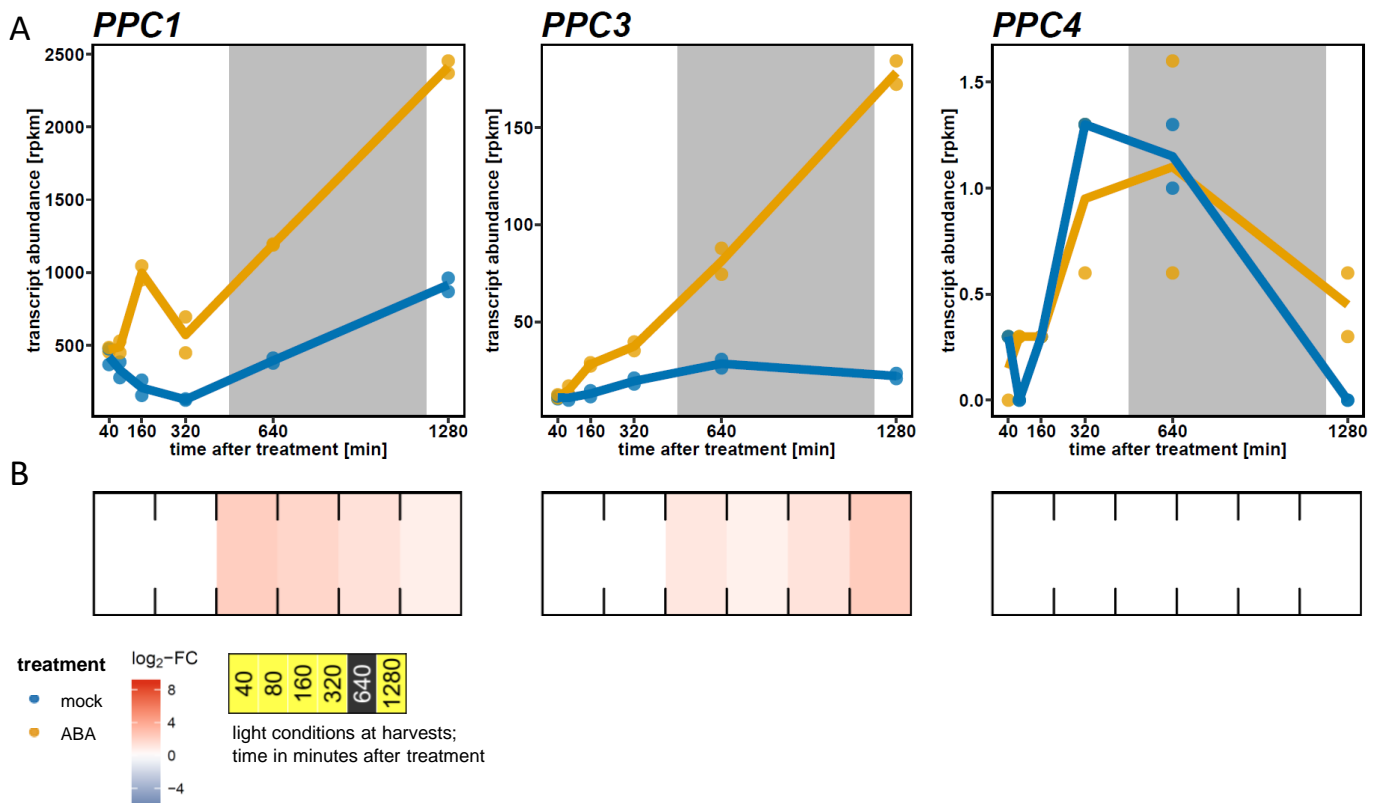 A
PPC1
PPC3
PPC4
transcript abundance [rpkm]
2500
2000
1500
1000
500
40 160 320 640 1280
time after treatment [min]
transcript abundance [rpkm]
150
100
50
40 160 320 640 1280
time after treatment [min]
transcript abundance [rpkm]
1.5
1.0
0.5
0.0
40 160 320 640 1280
time after treatment [min]
B
treatment
mock
ABA
log₂−FC
8
4
0
−4
40 80 160 320 640 1280
light conditions at harvests;
time in minutes after treatment